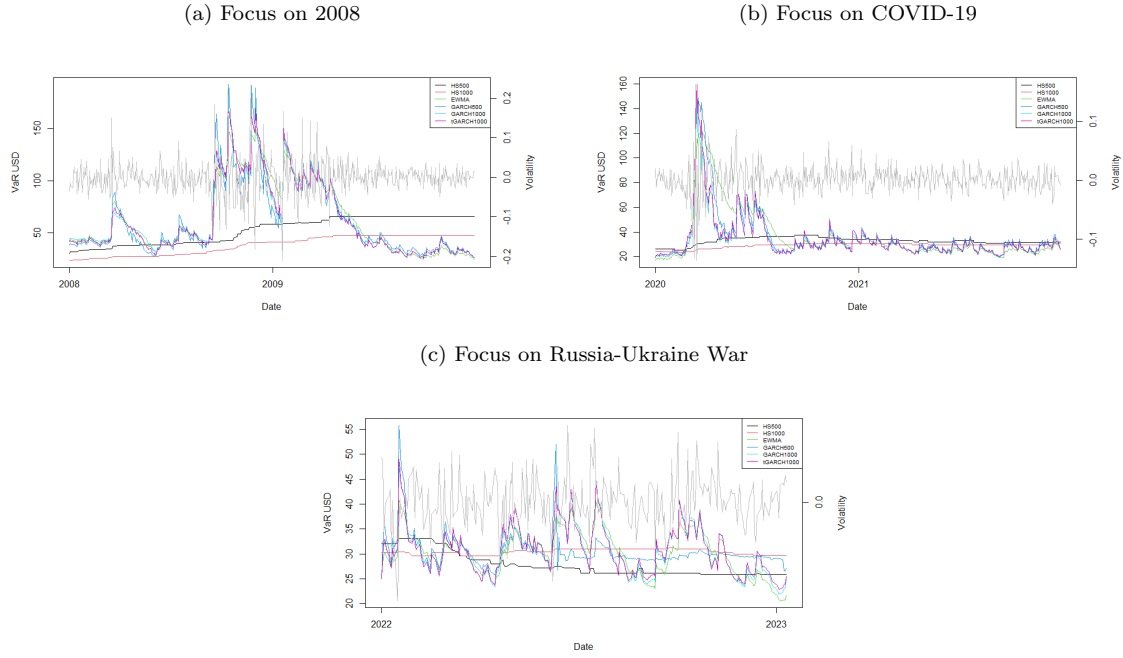 (a) Focus on 2008
(b) Focus on COVID-19
HS500
HS1000
EWMA
GARCH500
GARCH1000
tGARCH1000
VaR USD
50
100
150
Volatility
-0.2
-0.1
0.0
0.1
0.2
2008
2009
Date
HS500
HS1000
EWMA
GARCH500
GARCH1000
tGARCH1000
VaR USD
20
40
60
80
100
120
140
160
Volatility
-0.1
0.0
0.1
2020
2021
Date
(c) Focus on Russia-Ukraine War
HS500
HS1000
EWMA
GARCH500
GARCH1000
tGARCH1000
VaR USD
20
25
30
35
40
45
50
55
Volatility
0.0
2022
2023
Date